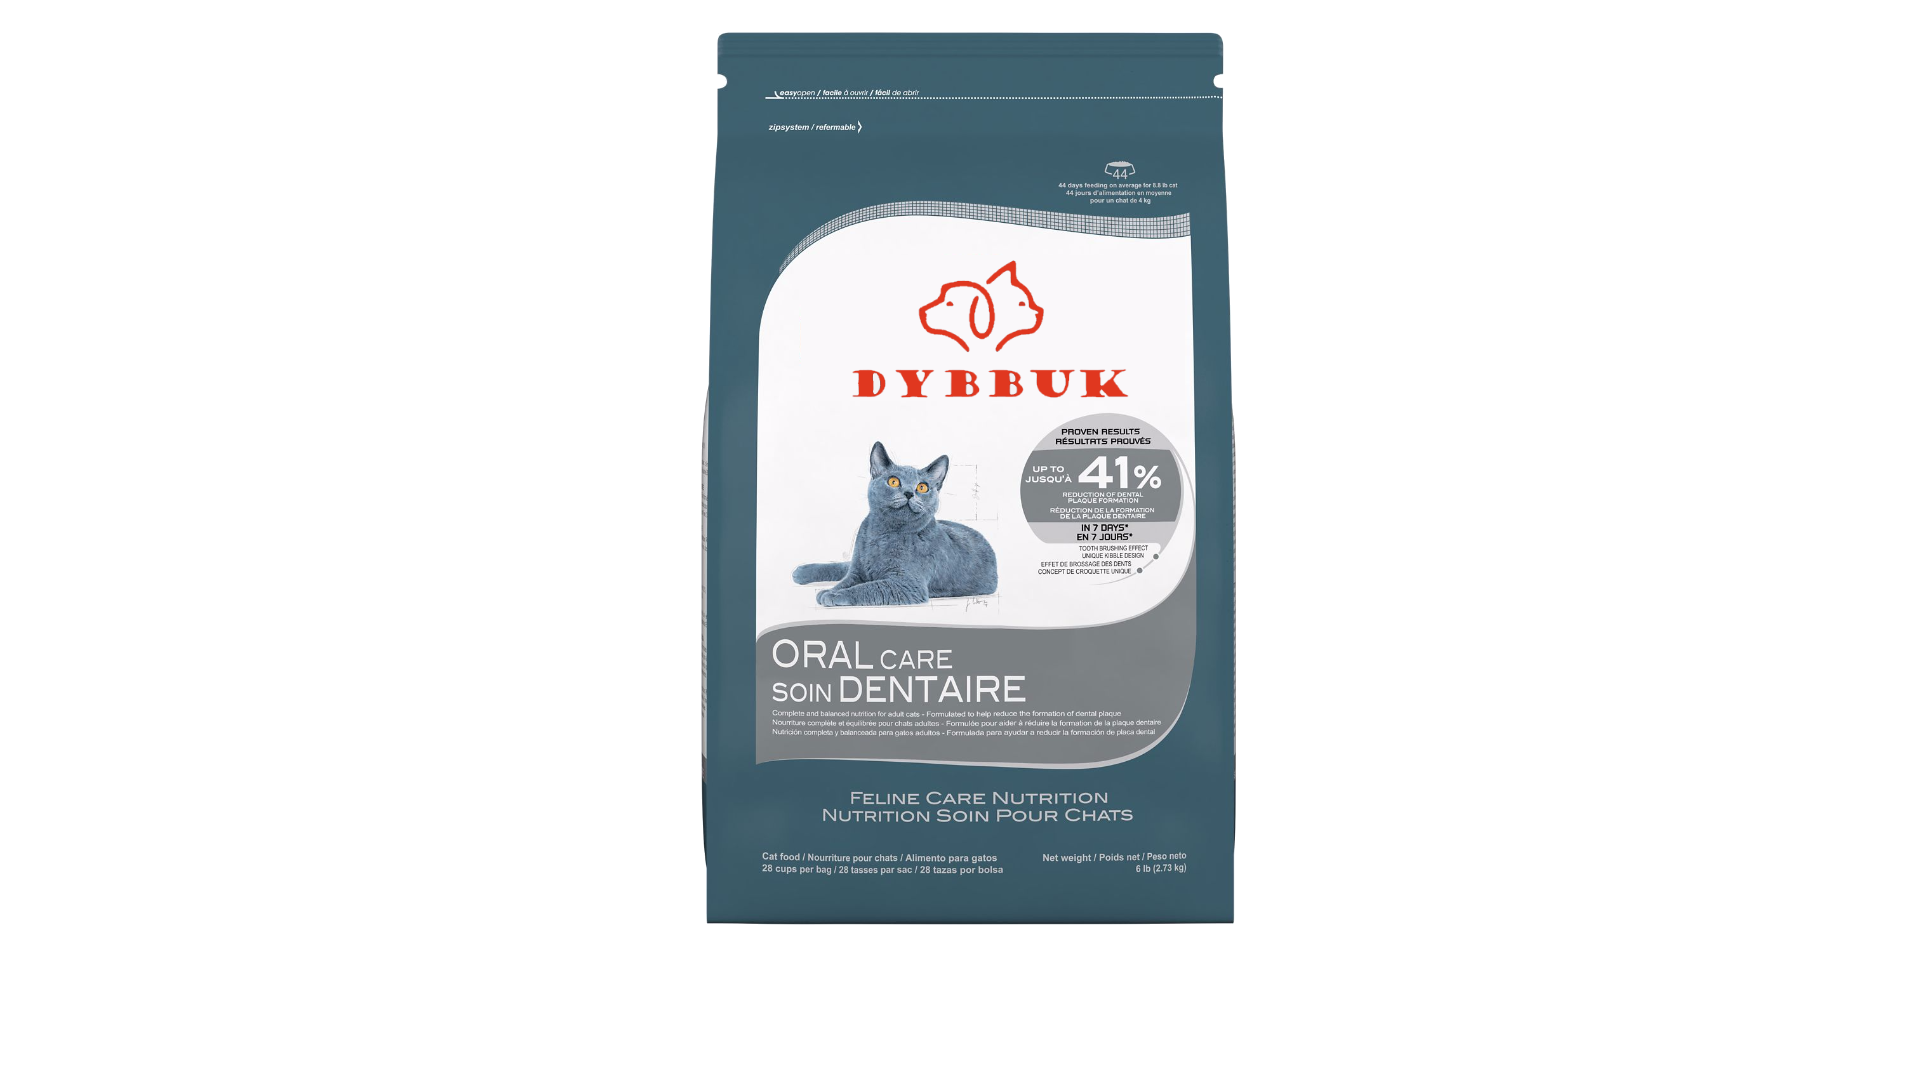 easyopen / facile à ouvrir / fácil de abrir
zipsystem / refermable
44
44 days feeding on average for 8.8 lb cat
44 jours d'alimentation en moyenne
pour un chat de 4 kg
DYBBUK
PROVEN RESULTS
RÉSULTATS PROUVÉS
UP TO
JUSQU'À
41%
REDUCTION OF DENTAL
PLAQUE FORMATION
RÉDUCTION DE LA FORMATION
DE LA PLAQUE DENTAIRE
IN 7 DAYS*
EN 7 JOURS*
TOOTH BRUSHING EFFECT
UNIQUE KIBBLE DESIGN
EFFET DE BROSSAGE DES DENTS
CONCEPT DE CROQUETTE UNIQUE
ORAL CARE
SOIN DENTAIRE
Complete and balanced nutrition for adult cats - Formulated to help reduce the formation of dental plaque
Nourriture complète et équilibrée pour chats adultes - Formulée pour aider à réduire la formation de la plaque dentaire
Nutrición completa y balanceada para gatos adultos - Formulada para ayudar a reducir la formación de placa dental
FELINE CARE NUTRITION
NUTRITION SOIN POUR CHATS
Cat food / Nourriture pour chats / Alimento para gatos
28 cups per bag / 28 tasses par sac / 28 tazas por bolsa
Net weight / Poids net / Peso neto
6 lb (2.73 kg)